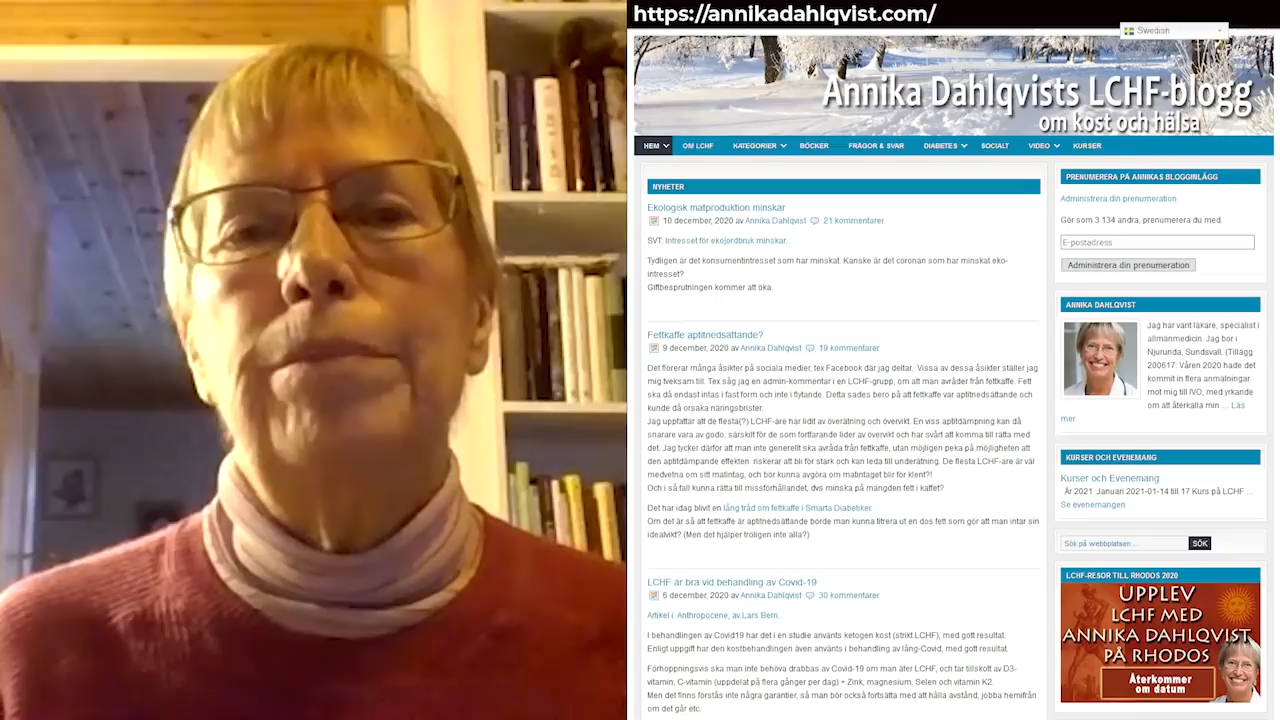 https://annikadahlqvist.com/
Swedish
Annika Dahlqvists LCHF-blogg
om kost och hälsa
HEM OM LCHF KATEGORIER BÖCKER FRÅGOR & SVAR DIABETES SOCIALT VIDEO KURSER
NYHETER
Ekologisk matproduktion minskar
10 december, 2020 av Annika Dahlqvist 21 kommentarer
SVT: Intresset för ekojordbruk minskar.
Tydligen är det konsumentintresset som har minskat. Kanske är det coronan som har minskat eko-
intresset?
Giftbesprutningen kommer att öka.
Fettkaffe aptitnedsättande?
9 december, 2020 av Annika Dahlqvist 19 kommentarer
Det florerar många åsikter på sociala medier, tex Facebook där jag deltar. Vissa av dessa åsikter ställer jag
mig tveksam till. Tex såg jag en admin-kommentar i en LCHF-grupp, om att man avråder från fettkaffe. Fett
ska då endast intas i fast form och inte i flytande. Detta sades bero på att fettkaffe var aptitnedsättande och
kunde då orsaka näringsbrister.
Jag uppfattar att de flesta(?) LCHF-are har lidit av överätning och övervikt. En viss aptitdämpning kan då
snarare vara av godo, särskilt för de som fortfarande lider av övervikt och har svårt att komma till rätta med
det. Jag tycker därför att man inte generellt ska avråda från fettkaffe, utan möjligen peka på möjligheten att
den aptitdämpande effekten riskerar att bli för stark och kan leda till underätning. De flesta LCHF-are är väl
medvetna om sitt matintag, och bör kunna avgöra om matintaget blir för klent?!
Och i så fall kunna rätta till missförhållandet, dvs minska på mängden fett i kaffet?
Det har idag blivit en lång tråd om fettkaffe i Smarta Diabetiker.
Om det är så att fettkaffe är aptitnedsättande borde man kunna titrera ut en dos fett som gör att man intar sin
idealvikt? (Men det hjälper troligen inte alla?)
LCHF är bra vid behandling av Covid-19
6 december, 2020 av Annika Dahlqvist 30 kommentarer
Artikel i Anthropocene, av Lars Bern.
I behandlingen av Covid19 har det i en studie använts ketogen kost (strikt LCHF), med gott resultat.
Enligt uppgift har den kostbehandlingen även använts i behandling av lång-Covid, med gott resultat.
Förhoppningsvis ska man inte behöva drabbas av Covid-19 om man äter LCHF, och tar tillskott av D3-
vitamin, C-vitamin (uppdelat på flera gånger per dag) + Zink, magnesium, Selen och vitamin K2.
Men det finns förstås inte några garantier, så man bör också fortsätta med att hålla avstånd, jobba hemifrån
om det går etc.
PRENUMERERA PÅ ANNIKAS BLOGGINLÄGG
Administrera din prenumeration
Gör som 3 134 andra, prenumerera du med.
E-postadress
Administrera din prenumeration
ANNIKA DAHLQVIST
Jag har varit läkare, specialist i
allmänmedicin. Jag bor i
Njurunda, Sundsvall. (Tillägg
200617: Våren 2020 hade det
kommit in flera anmälningar
mot mig till IVO, med yrkande
om att återkalla min ... Läs
mer
KURSER OCH EVENEMANG
Kurser och Evenemang
År 2021 Januari 2021-01-14 till 17 Kurs på LCHF ...
Se evenemangen
Sök på webbplatsen ... SÖK
LCHF-RESOR TILL RHODOS 2020
UPPLEV
LCHF MED
ANNIKA DAHLQVIST
PÅ RHODOS
Återkommer
om datum